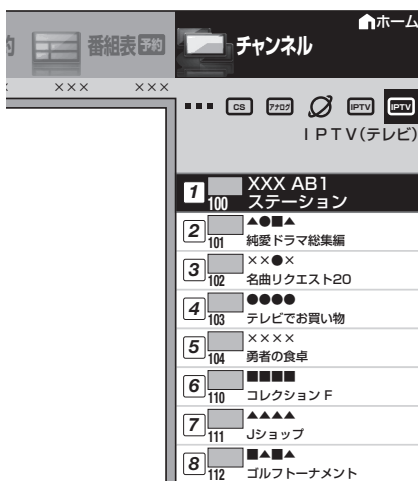 約 番組表 予約 チャンネル ホーム
××× ×××
CS アナログ IPTV IPTV
IPTV(テレビ)
1 100 XXX AB1
ステーション
2 101 ▲●■▲
純愛ドラマ総集編
3 102 ××●×
名曲リクエスト20
4 103 ●●●●
テレビでお買い物
5 104 ××××
勇者の食卓
6 110 ■■■■
コレクション F
7 111 ▲▲▲▲
Jショップ
8 112 ■▲■▲
ゴルフトーナメント